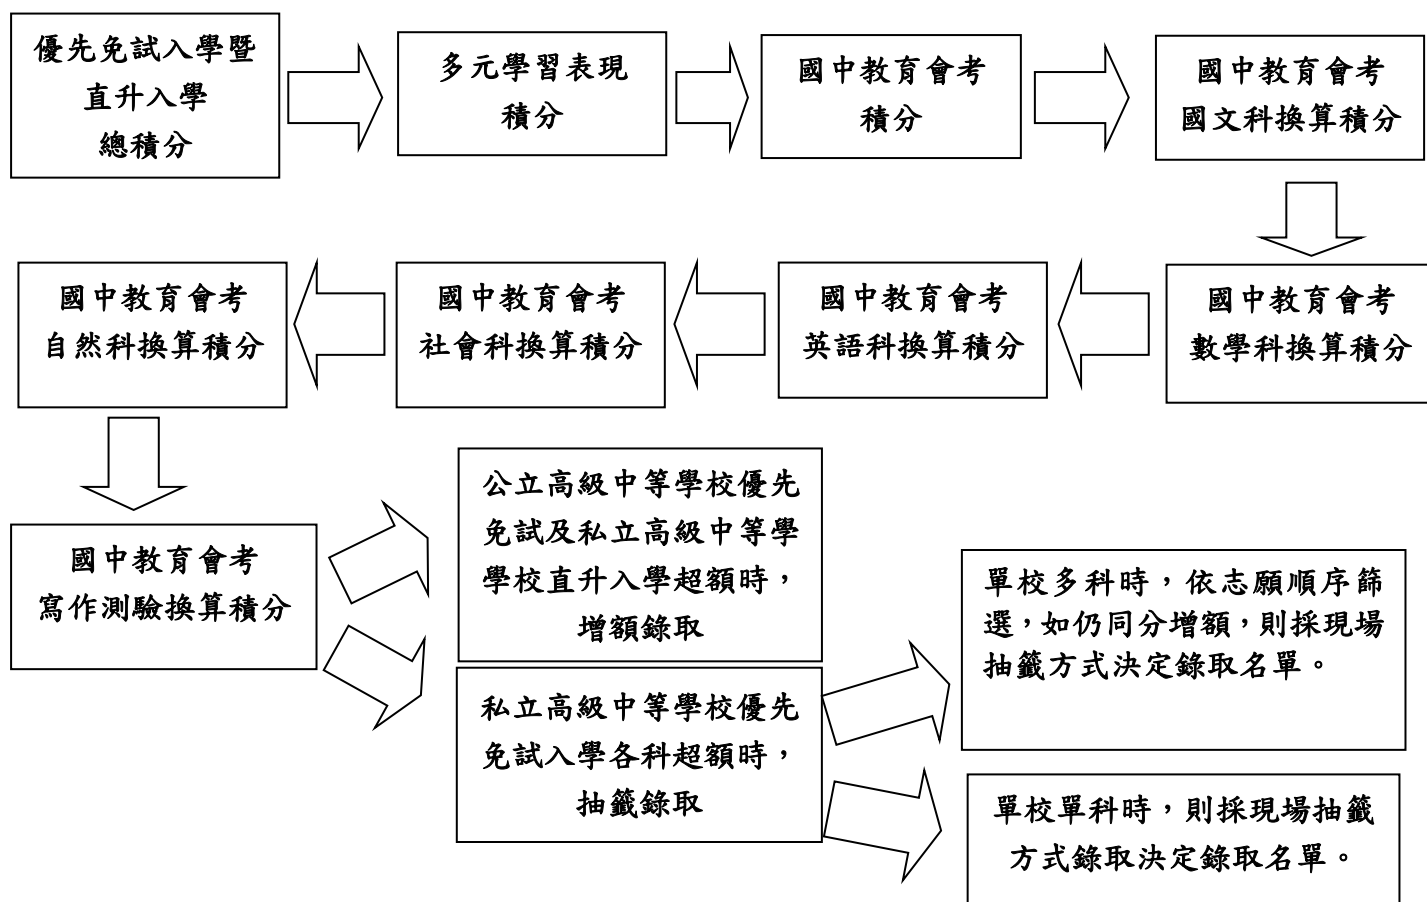 優先免試入學暨
直升入學
總積分
多元學習表現
積分
國中教育會考
積分
國中教育會考
國文科換算積分
國中教育會考
數學科換算積分
國中教育會考
英語科換算積分
國中教育會考
社會科換算積分
國中教育會考
自然科換算積分
國中教育會考
寫作測驗換算積分
公立高級中等學校優先
免試及私立高級中等學
學校直升入學超額時，
增額錄取
私立高級中等學校優先
免試入學各科超額時，
抽籤錄取
單校多科時，依志願順序篩
選，如仍同分增額，則採現場
抽籤方式決定錄取名單。
單校單科時，則採現場抽籤
方式錄取決定錄取名單。